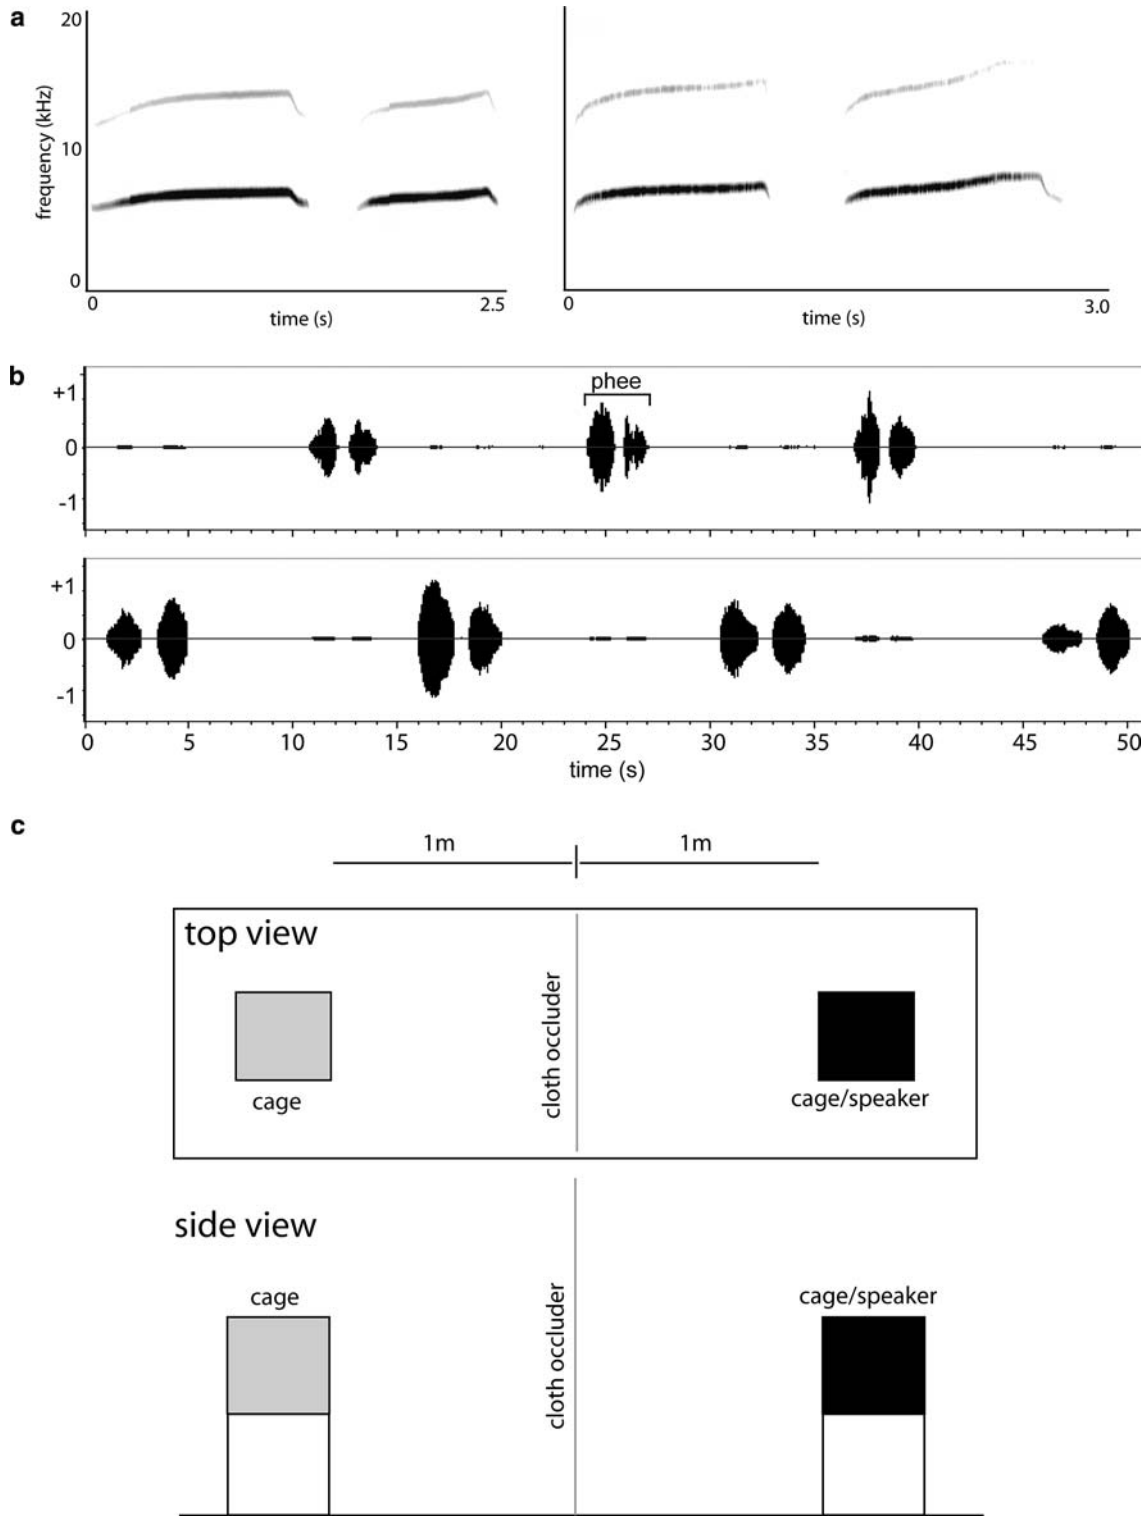 a
20
frequency (kHz)
10
0
0
2.5
time (s)
0
3.0
time (s)
b
+1
0
-1
phee
+1
0
-1
0 5 10 15 20 25 30 35 40 45 50
time (s)
c
1m 1m
top view
cloth occluder
cage
cage/speaker
side view
cage
cloth occluder
cage/speaker